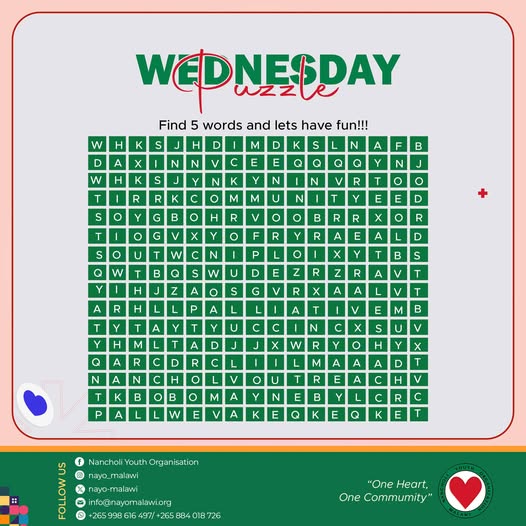 WEDNESDAY
Puzzle
Find 5 words and lets have fun!!!
W H K S J H D I M D K S L N A F B
D A X I N N V C E E Q Q Q Q Y N J
W H K S J Y N K Y N I N V R T O O
T I R R K C O M M U N I T Y E E D
S O Y G B O H R V O O B R R X O R
T I O G V X Y O F R Y R A E A L D
S O U T W C N I P L O I X Y T B S
Q W T B Q S W U D E Z R Z R A V T
Y I H J Z A O S G V R X A A L V T
A R H L L P A L L I A T I V E M B
T Y T A Y T Y U C C I N C X S U V
Y H M L T A D J J X W R Y O H Y X
Q A R C D R C L I I L M A A A D T
N A N C H O L V O U T R E A C H V
T K B O B O M A Y N E B Y L C R C
P A L L W E V A K E Q K E Q K E T
FOLLOW US
Nancholi Youth Organisation
nayo_malawi
nayo-malawi
info@nayomalawi.org
+265 998 616 497/ +265 884 018 726
“One Heart,
One Community”